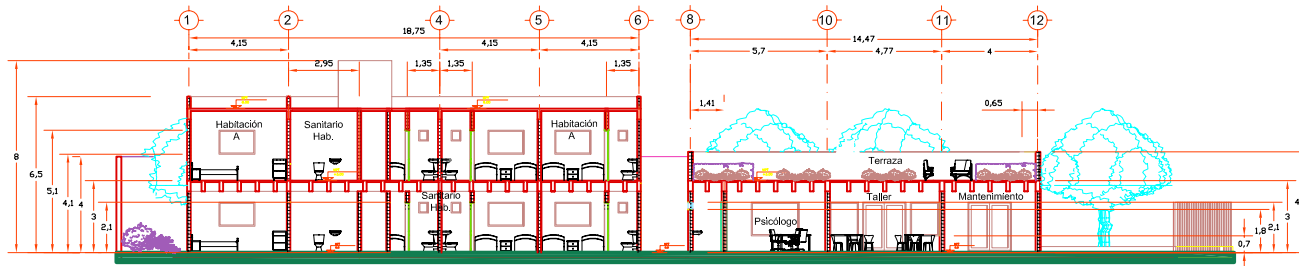 1 2 4 5 6 8 10 11 12
18,75 14,47
4,15 4,15 4,15 5,7 4,77 4
2,95 1,35 1,35 1,35
1,41 0,65
Habitación
A
Sanitario
Hab.
Habitación
A
Terraza
8
6,5
5,1
4,1
4
3
2,1
Sanitario
Hab.
Psicólogo
Taller
Mantenimiento
0,7
1,8
2,1
3
4